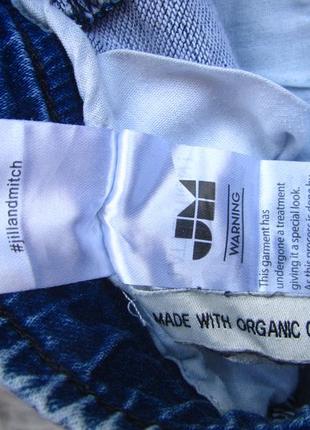 #jillandmitch
JM
WARNING
This garment has
undergone a treatment
giving it a special look.
MADE WITH ORGANIC